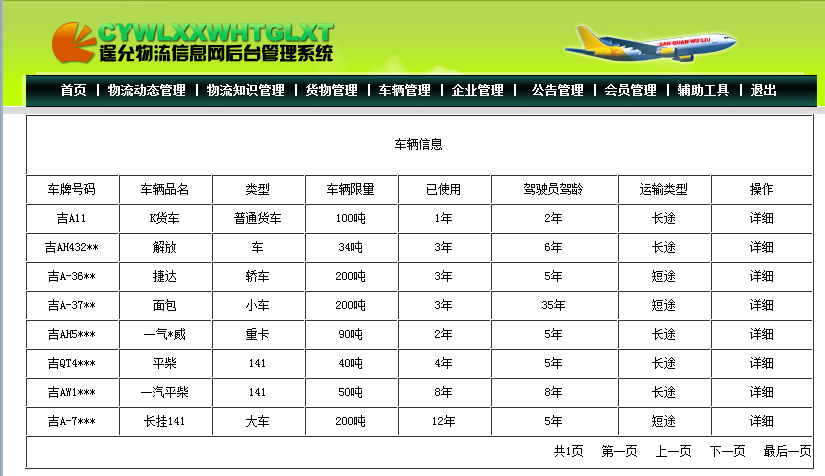 CYWLXXWHTGLXT
逞允物流信息网后台管理系统
SAN QUAN WU LIU
首页 | 物流动态管理 | 物流知识管理 | 货物管理 | 车辆管理 | 企业管理 | 公告管理 | 会员管理 | 辅助工具 | 退出
车辆信息
车牌号码 车辆品名 类型 车辆限量 已使用 驾驶员驾龄 运输类型 操作
吉A11 K货车 普通货车 100吨 1年 2年 长途 详细
吉AH432** 解放 车 34吨 3年 6年 长途 详细
吉A-36** 捷达 轿车 200吨 3年 5年 短途 详细
吉A-37** 面包 小车 200吨 3年 35年 短途 详细
吉AH5*** 一气*威 重卡 90吨 2年 5年 长途 详细
吉QT4*** 平柴 141 40吨 4年 5年 长途 详细
吉AW1*** 一汽平柴 141 50吨 8年 8年 长途 详细
吉A-7*** 长挂141 大车 200吨 12年 5年 短途 详细
共1页 第一页 上一页 下一页 最后一页